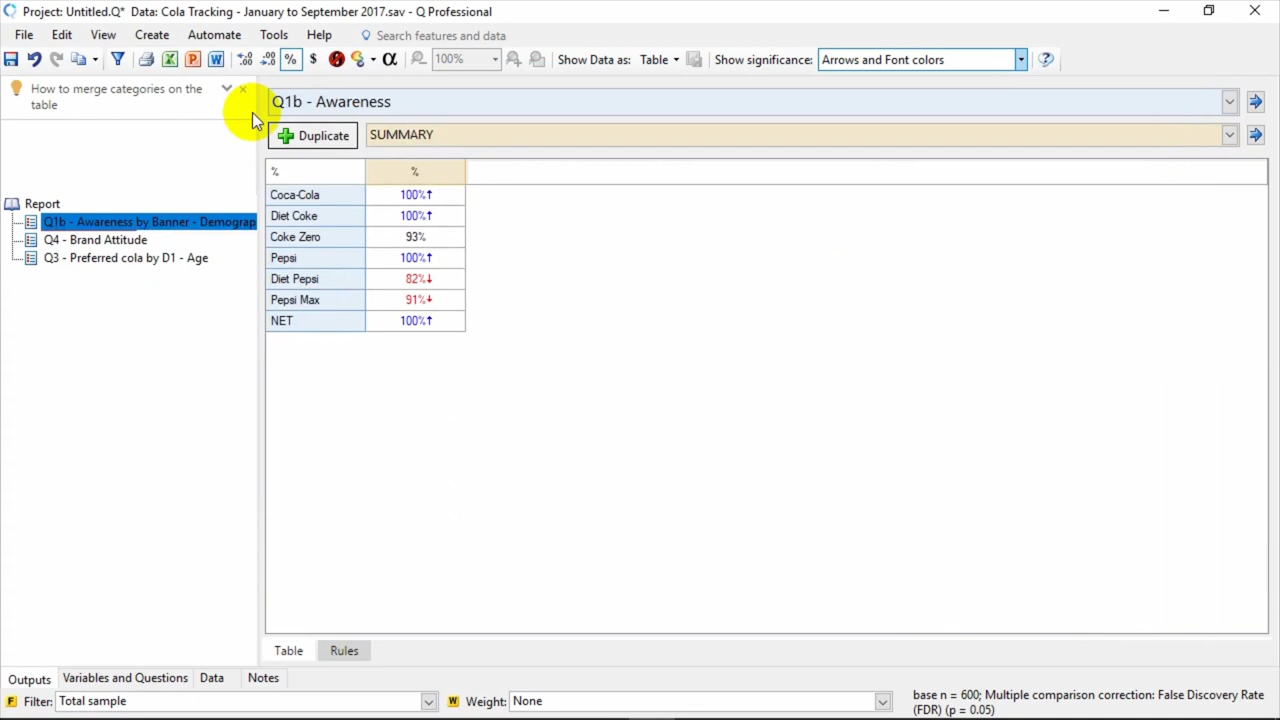 Project: Untitled.Q* Data: Cola Tracking - January to September 2017.sav - Q Professional
File Edit View Create Automate Tools Help Search features and data
% $ α 100% Show Data as: Table Show significance: Arrows and Font colors
How to merge categories on the
table
Q1b - Awareness
Duplicate SUMMARY
% %
Coca-Cola 100%↑
Diet Coke 100%↑
Coke Zero 93%
Pepsi 100%↑
Diet Pepsi 82%↓
Pepsi Max 91%↓
NET 100%↑
Report
Q1b - Awareness by Banner - Demograp
Q4 - Brand Attitude
Q3 - Preferred cola by D1 - Age
Table Rules
Outputs Variables and Questions Data Notes
F Filter: Total sample W Weight: None
base n = 600; Multiple comparison correction: False Discovery Rate
(FDR) (p = 0.05)